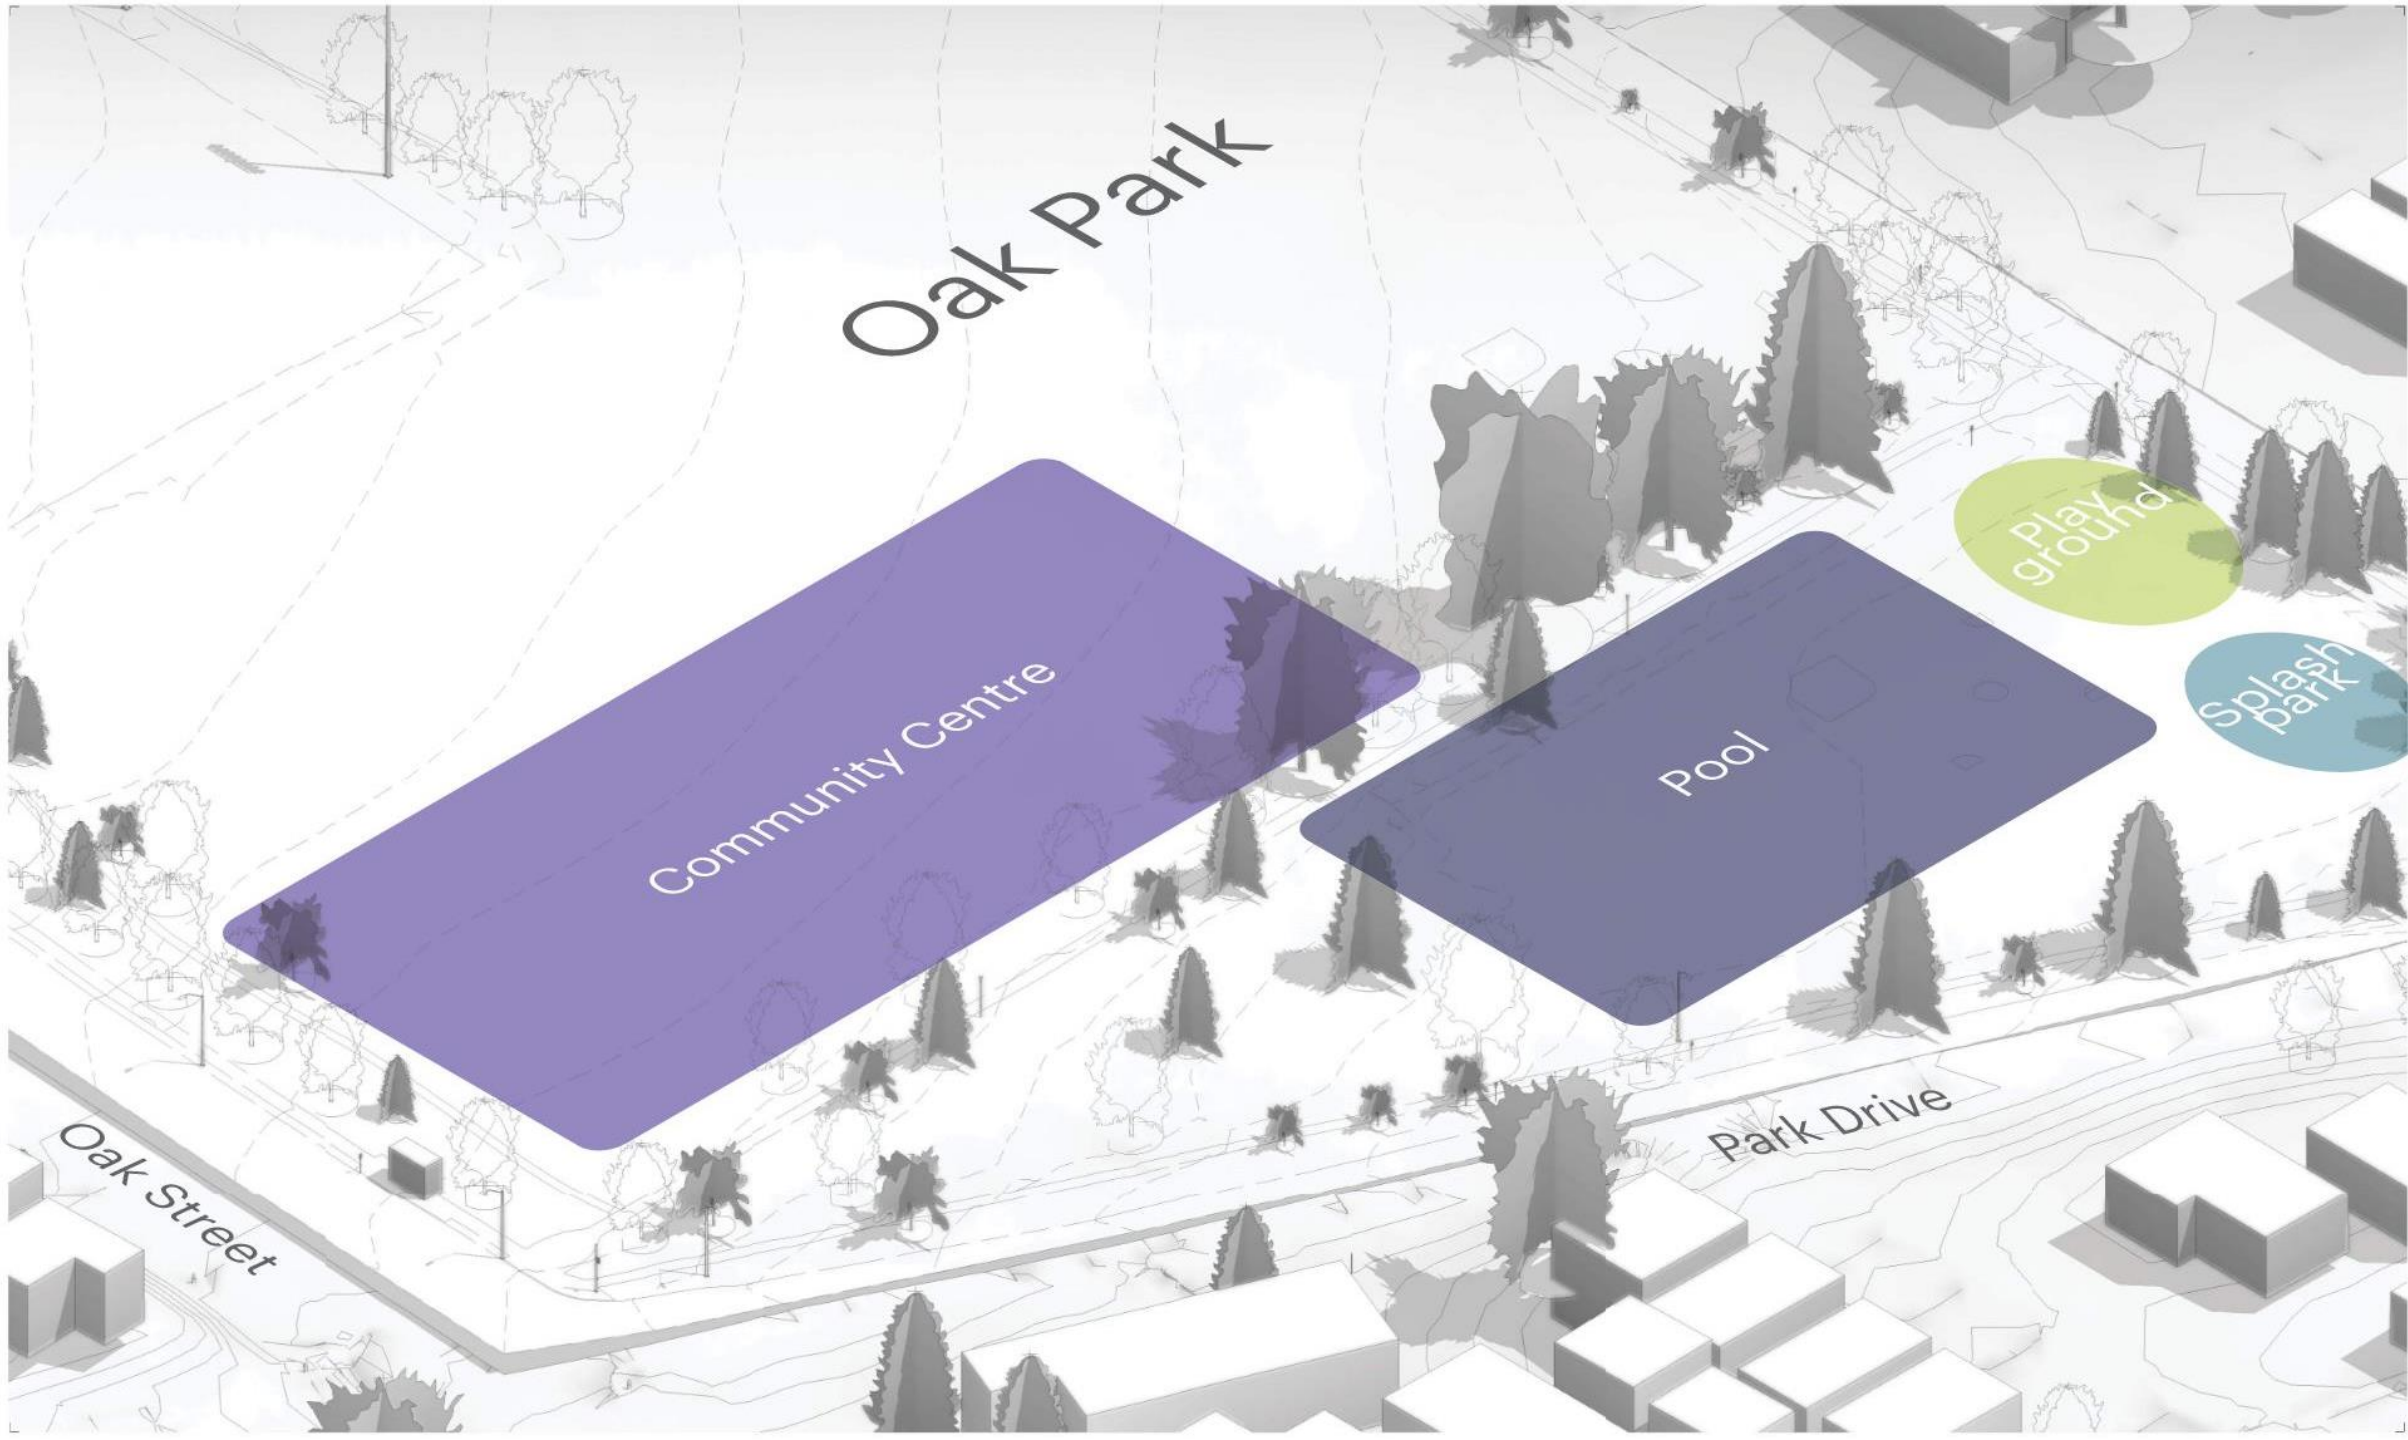 Oak Park
Play
ground
Splash
park
Community Centre
Pool
Park Drive
Oak Street